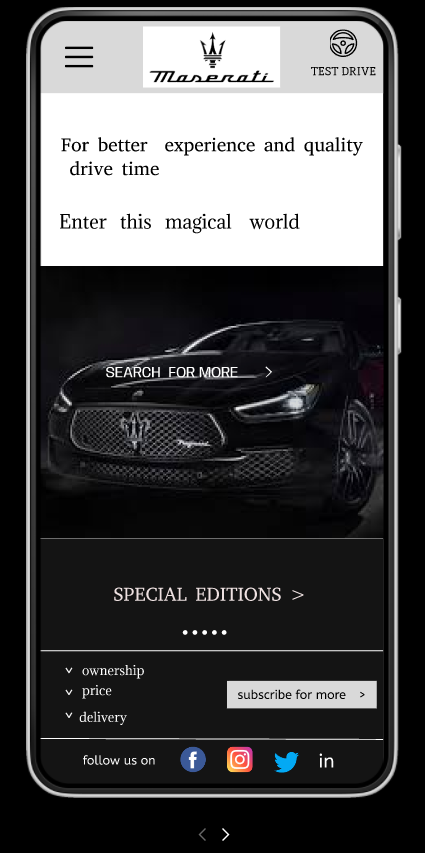 Maserati
TEST DRIVE
For better experience and quality
drive time
Enter this magical world
SEARCH FOR MORE >
SPECIAL EDITIONS >
ownership
price
delivery
subscribe for more >
follow us on
f
in